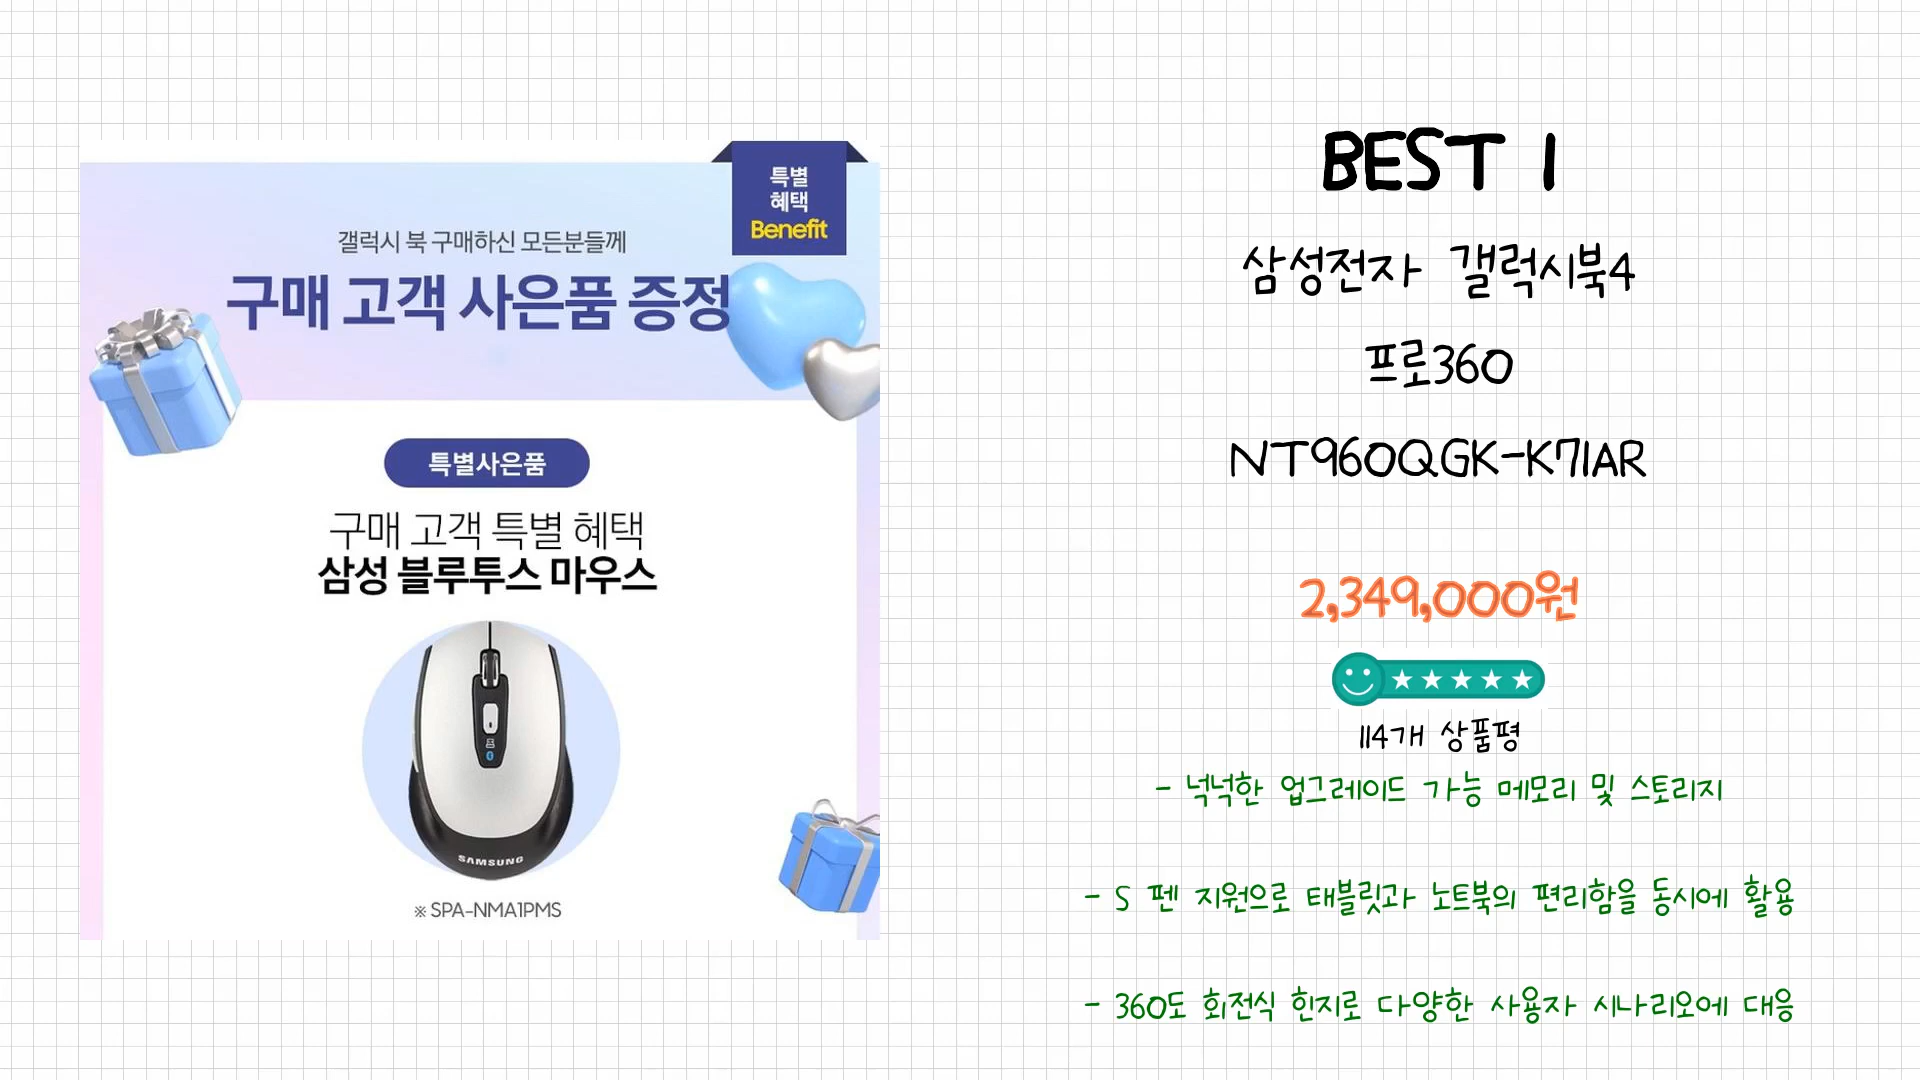 특별
혜택
Benefit
갤럭시 북 구매하신 모든분들께
구매 고객 사은품 증정
특별사은품
구매 고객 특별 혜택
삼성 블루투스 마우스
SAMSUNG
※ SPA-NMA1PMS
BEST 1
삼성전자 갤럭시북4
프로360
NT960QGK-K71AR
2,349,000원
114개 상품평
- 넉넉한 업그레이드 가능 메모리 및 스토리지
- S 펜 지원으로 태블릿과 노트북의 편리함을 동시에 활용
- 360도 회전식 힌지로 다양한 사용자 시나리오에 대응